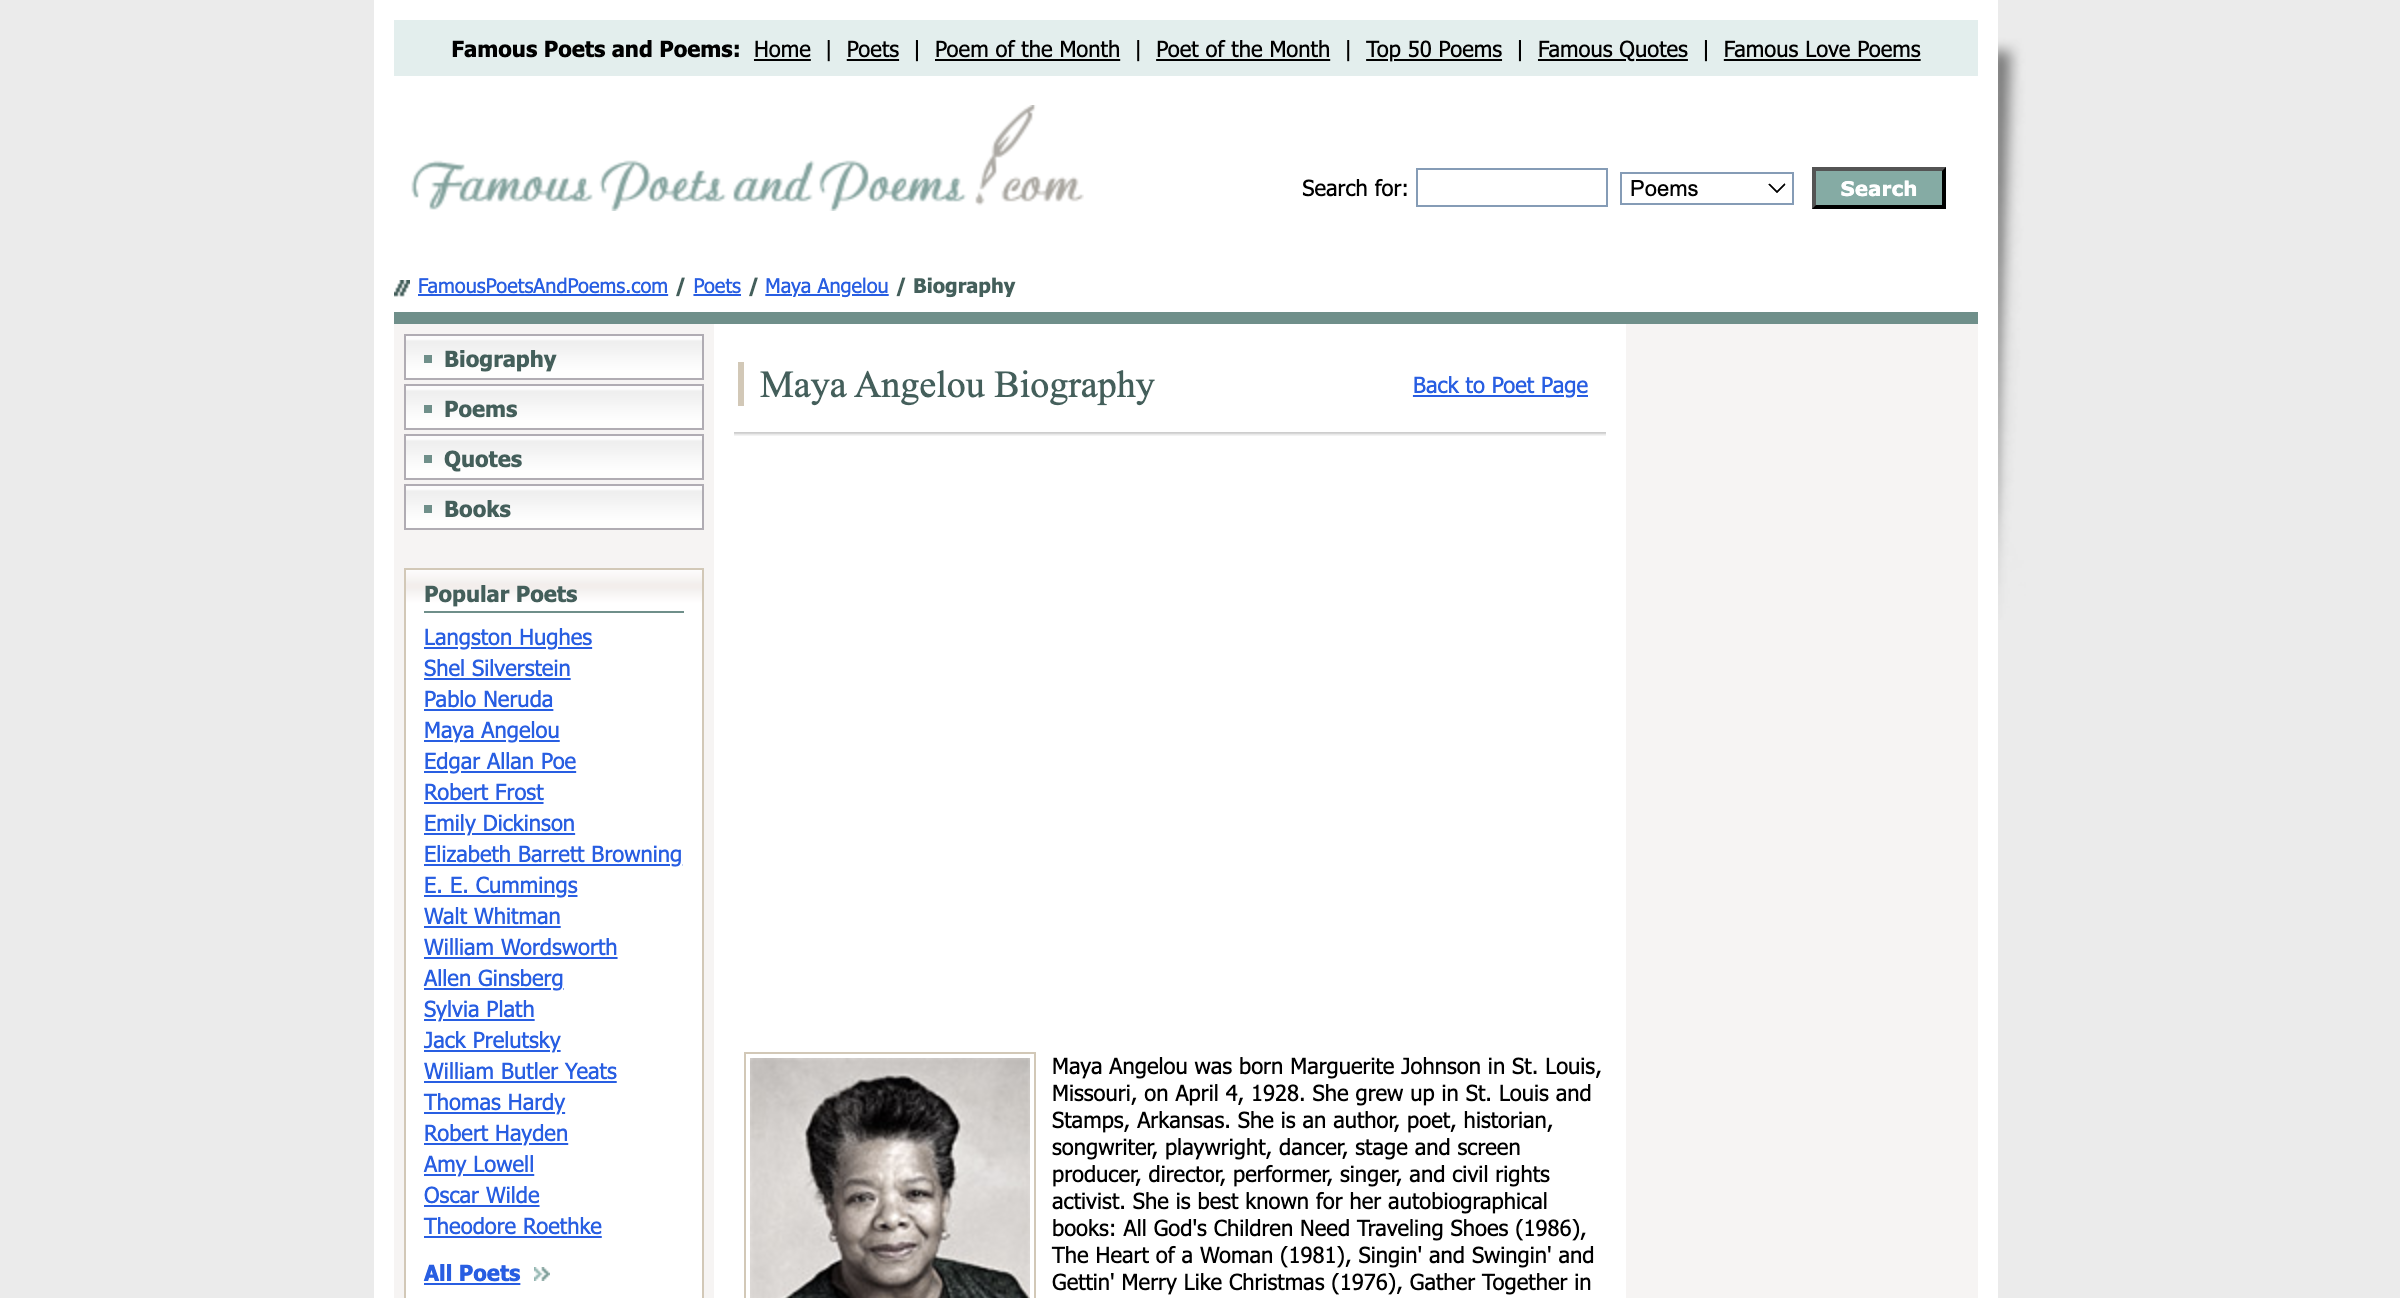 Famous Poets and Poems: Home | Poets | Poem of the Month | Poet of the Month | Top 50 Poems | Famous Quotes | Famous Love Poems
Famous Poets and Poems.com
Search for: Poems Search
// FamousPoetsAndPoems.com / Poets / Maya Angelou / Biography
Biography
Poems
Quotes
Books
Popular Poets
Langston Hughes
Shel Silverstein
Pablo Neruda
Maya Angelou
Edgar Allan Poe
Robert Frost
Emily Dickinson
Elizabeth Barrett Browning
E. E. Cummings
Walt Whitman
William Wordsworth
Allen Ginsberg
Sylvia Plath
Jack Prelutsky
William Butler Yeats
Thomas Hardy
Robert Hayden
Amy Lowell
Oscar Wilde
Theodore Roethke
All Poets »
Maya Angelou Biography
Back to Poet Page
Maya Angelou was born Marguerite Johnson in St. Louis,
Missouri, on April 4, 1928. She grew up in St. Louis and
Stamps, Arkansas. She is an author, poet, historian,
songwriter, playwright, dancer, stage and screen
producer, director, performer, singer, and civil rights
activist. She is best known for her autobiographical
books: All God's Children Need Traveling Shoes (1986),
The Heart of a Woman (1981), Singin' and Swingin' and
Gettin' Merry Like Christmas (1976), Gather Together in